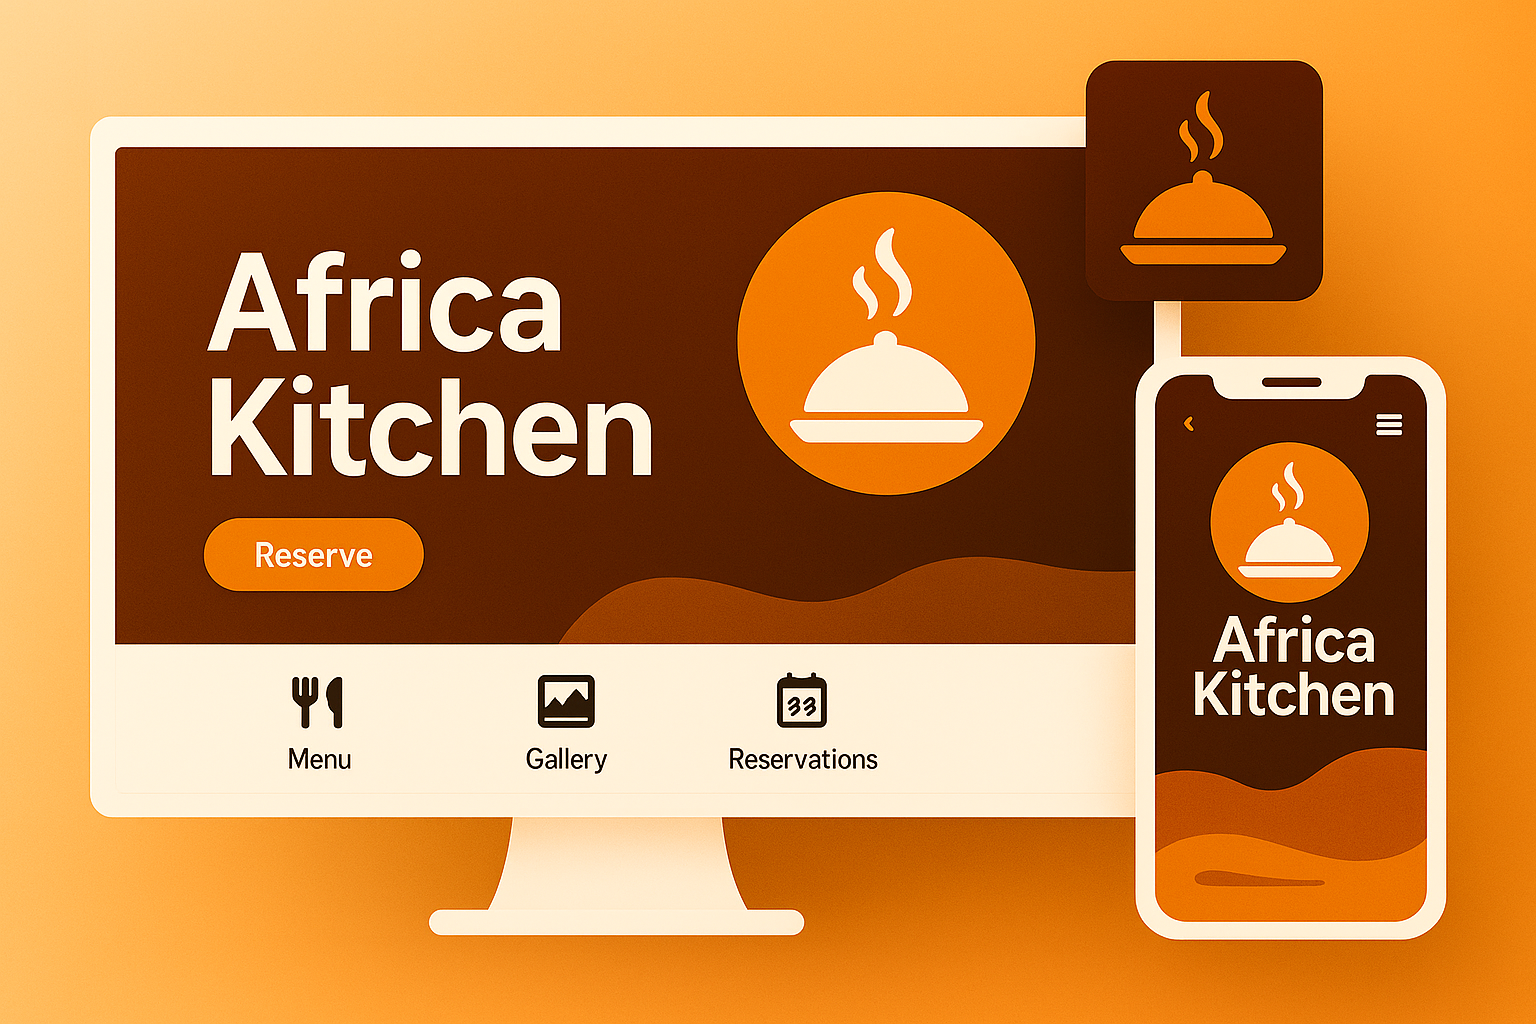 Africa
Kitchen
Reserve
Menu
Gallery
Reservations
Africa
Kitchen